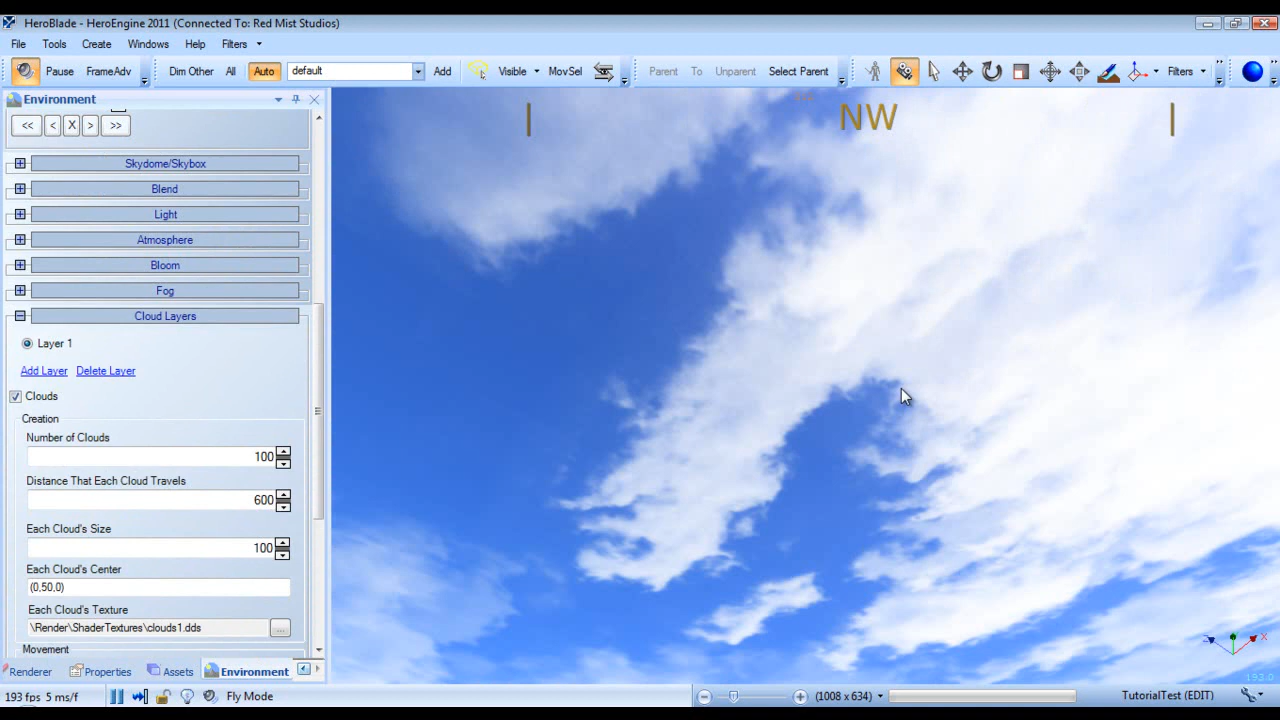 HeroBlade - HeroEngine 2011 (Connected To: Red Mist Studios)
File Tools Create Windows Help Filters
Pause FrameAdv Dim Other All Auto default Add Visible MovSel Parent To Unparent Select Parent Filters
Environment
<< < X > >>
Skydome/Skybox
Blend
Light
Atmosphere
Bloom
Fog
Cloud Layers
Layer 1
Add Layer Delete Layer
Clouds
Creation
Number of Clouds
100
Distance That Each Cloud Travels
600
Each Cloud's Size
100
Each Cloud's Center
(0,50,0)
Each Cloud's Texture
\Render\ShaderTextures\clouds1.dds ...
Movement
Renderer Properties Assets Environment
NW
X
193.0
193 fps 5 ms/f Fly Mode (1008 x 634) TutorialTest (EDIT)